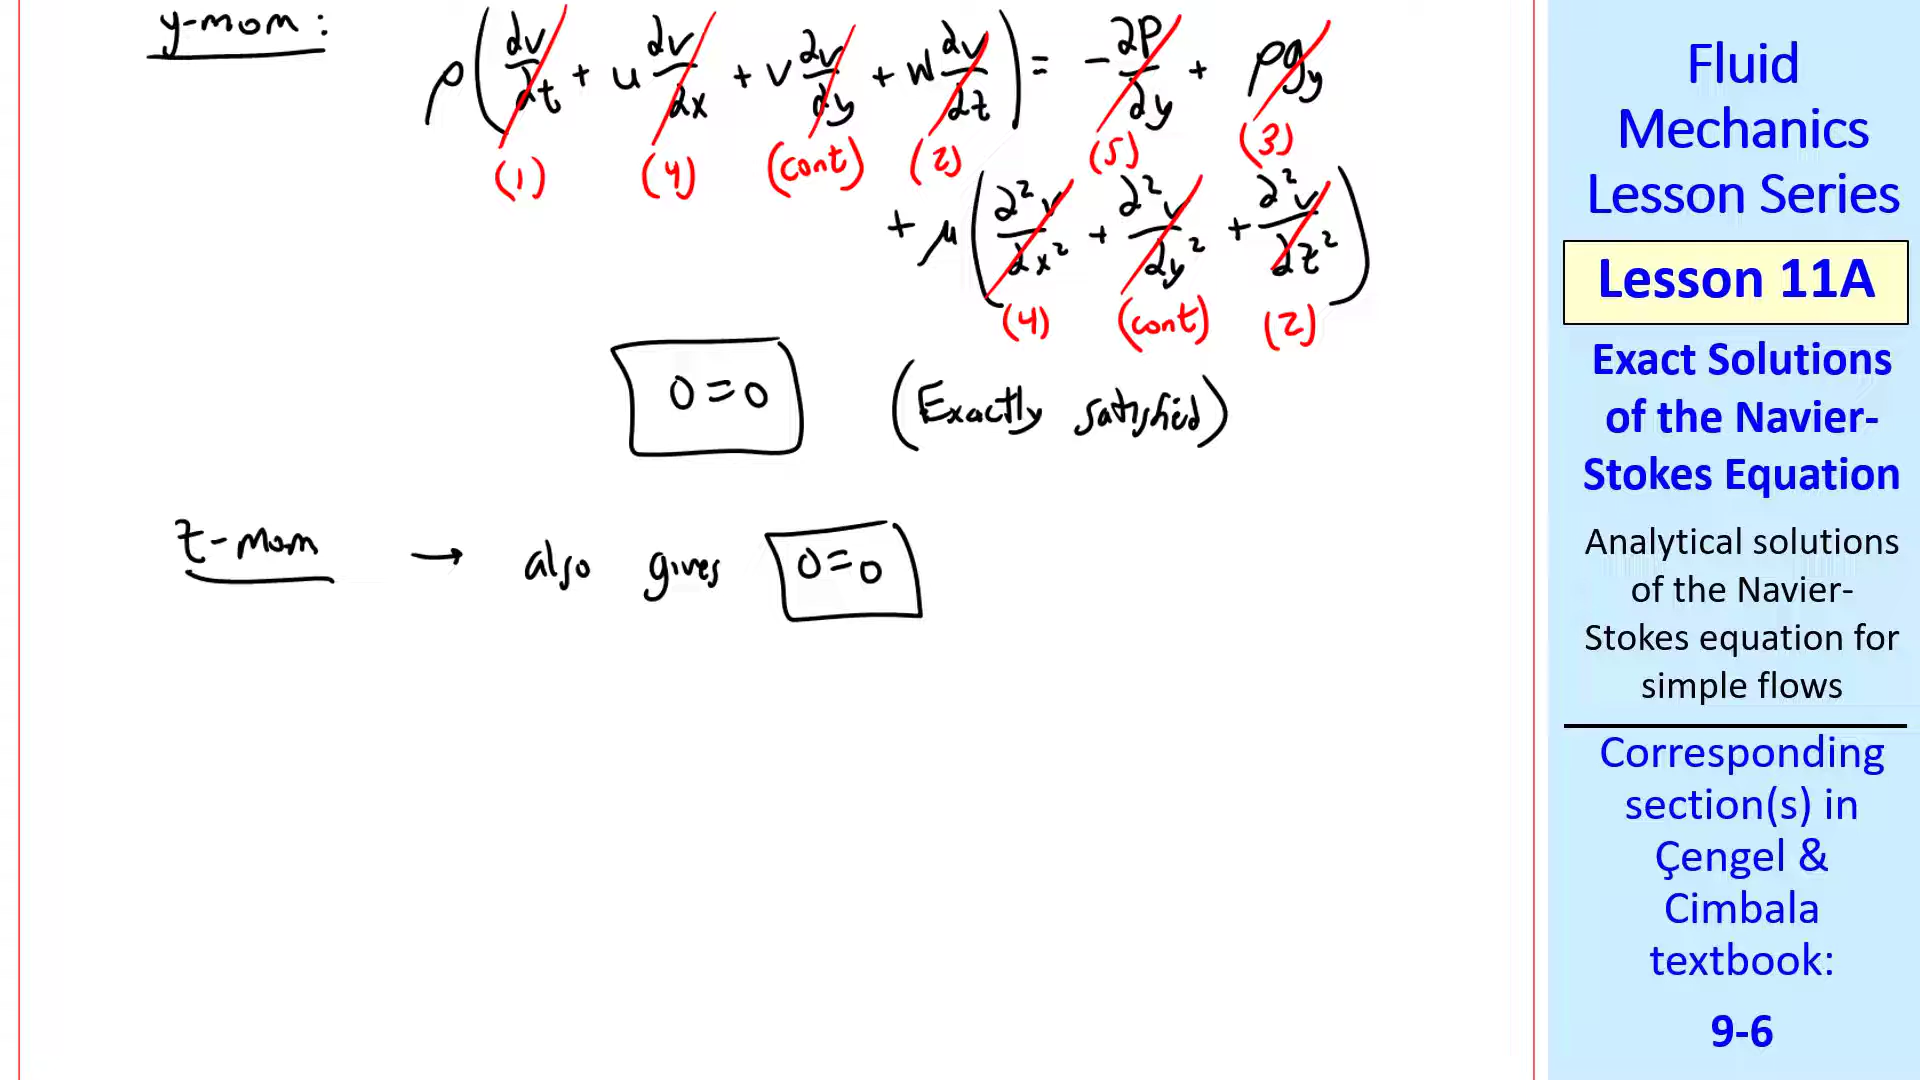 y-mom:
ρ(∂v/∂t + u ∂v/∂x + v ∂v/∂y + w ∂v/∂z) = -∂P/∂y + ρg_y
(1) (4) (cont) (2) (5) (3)
+ μ(∂²v/∂x² + ∂²v/∂y² + ∂²v/∂z²)
(4) (cont) (2)
0=0 (Exactly satisfied)
z-mom → also gives 0=0
Fluid
Mechanics
Lesson Series
Lesson 11A
Exact Solutions
of the Navier-
Stokes Equation
Analytical solutions
of the Navier-
Stokes equation for
simple flows
Corresponding
section(s) in
Çengel &
Cimbala
textbook:
9-6